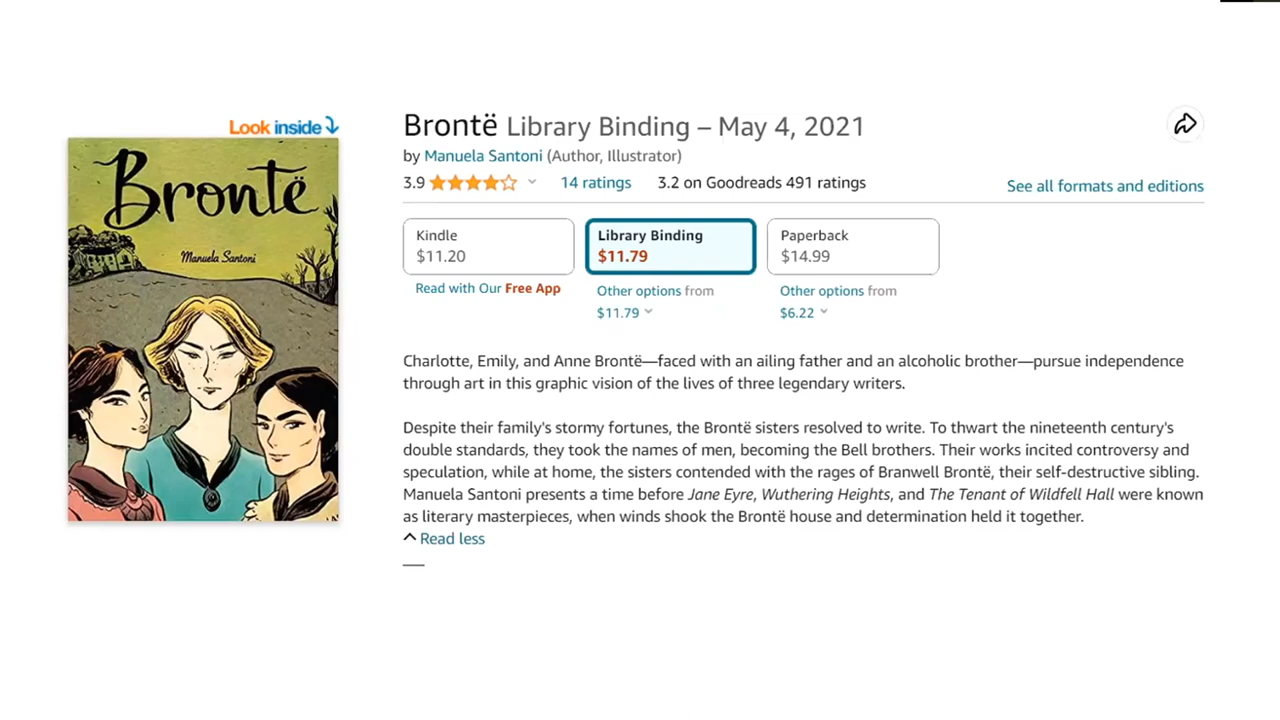 Look inside
Brontë
Manuela Santoni
Brontë Library Binding – May 4, 2021
by Manuela Santoni (Author, Illustrator)
3.9 14 ratings 3.2 on Goodreads 491 ratings
See all formats and editions
Kindle
$11.20
Read with Our Free App
Library Binding
$11.79
Other options from
$11.79
Paperback
$14.99
Other options from
$6.22
Charlotte, Emily, and Anne Brontë—faced with an ailing father and an alcoholic brother—pursue independence
through art in this graphic vision of the lives of three legendary writers.
Despite their family's stormy fortunes, the Brontë sisters resolved to write. To thwart the nineteenth century's
double standards, they took the names of men, becoming the Bell brothers. Their works incited controversy and
speculation, while at home, the sisters contended with the rages of Branwell Brontë, their self-destructive sibling.
Manuela Santoni presents a time before Jane Eyre, Wuthering Heights, and The Tenant of Wildfell Hall were known
as literary masterpieces, when winds shook the Brontë house and determination held it together.
Read less